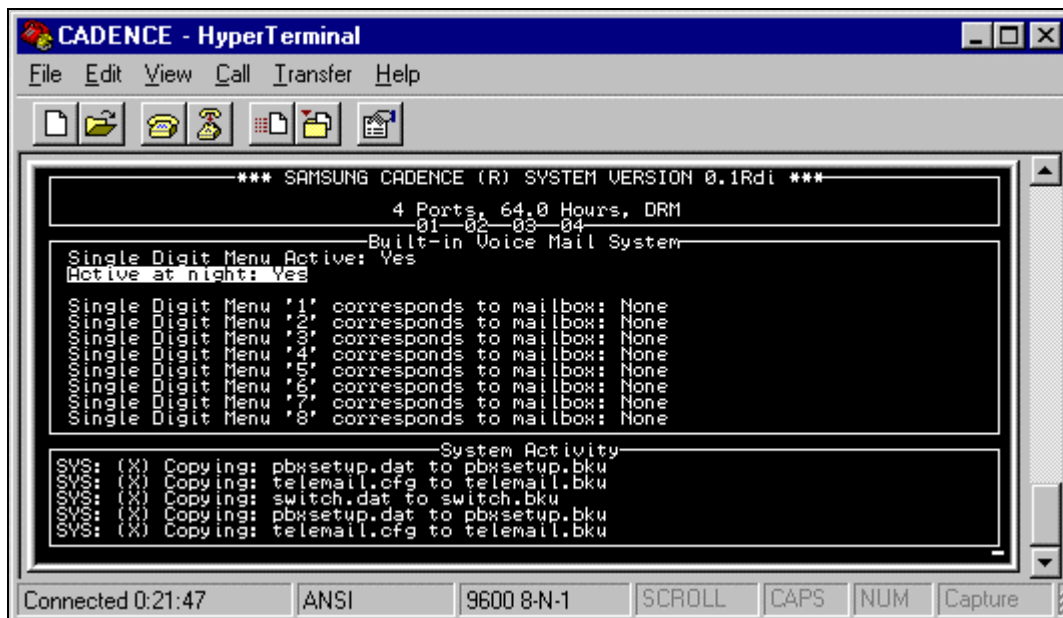 CADENCE - HyperTerminal
File Edit View Call Transfer Help
*** SAMSUNG CADENCE (R) SYSTEM VERSION 0.1Rdi ***
4 Ports, 64.0 Hours, DRM
01 02 03 04
Built-in Voice Mail System
Single Digit Menu Active: Yes
Active at night: Yes
Single Digit Menu '1' corresponds to mailbox: None
Single Digit Menu '2' corresponds to mailbox: None
Single Digit Menu '3' corresponds to mailbox: None
Single Digit Menu '4' corresponds to mailbox: None
Single Digit Menu '5' corresponds to mailbox: None
Single Digit Menu '6' corresponds to mailbox: None
Single Digit Menu '7' corresponds to mailbox: None
Single Digit Menu '8' corresponds to mailbox: None
System Activity
SYS: (X) Copying: pbxsetup.dat to pbxsetup.bku
SYS: (X) Copying: telemail.cfg to telemail.bku
SYS: (X) Copying: switch.dat to switch.bku
SYS: (X) Copying: pbxsetup.dat to pbxsetup.bku
SYS: (X) Copying: telemail.cfg to telemail.bku
Connected 0:21:47 ANSI 9600 8-N-1 SCROLL CAPS NUM Capture